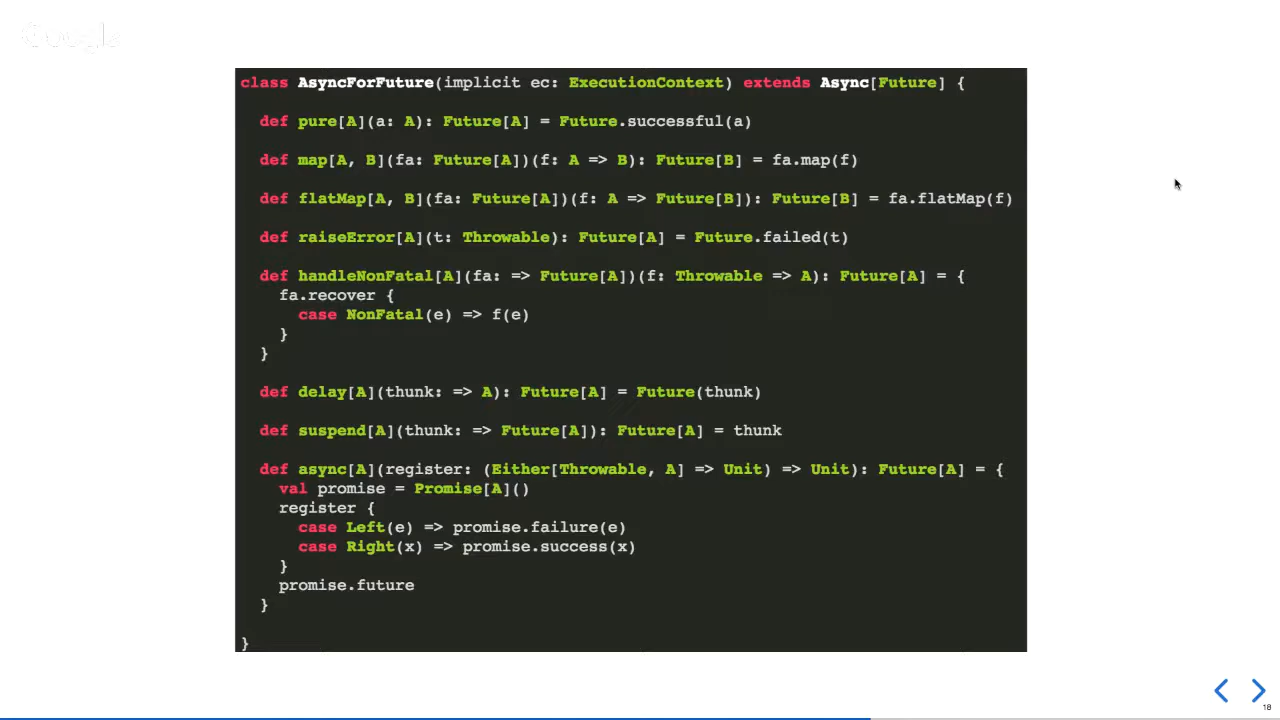 Google
class AsyncForFuture(implicit ec: ExecutionContext) extends Async[Future] {
def pure[A](a: A): Future[A] = Future.successful(a)
def map[A, B](fa: Future[A])(f: A => B): Future[B] = fa.map(f)
def flatMap[A, B](fa: Future[A])(f: A => Future[B]): Future[B] = fa.flatMap(f)
def raiseError[A](t: Throwable): Future[A] = Future.failed(t)
def handleNonFatal[A](fa: => Future[A])(f: Throwable => A): Future[A] = {
fa.recover {
case NonFatal(e) => f(e)
}
}
def delay[A](thunk: => A): Future[A] = Future(thunk)
def suspend[A](thunk: => Future[A]): Future[A] = thunk
def async[A](register: (Either[Throwable, A] => Unit) => Unit): Future[A] = {
val promise = Promise[A]()
register {
case Left(e) => promise.failure(e)
case Right(x) => promise.success(x)
}
promise.future
}
}
18